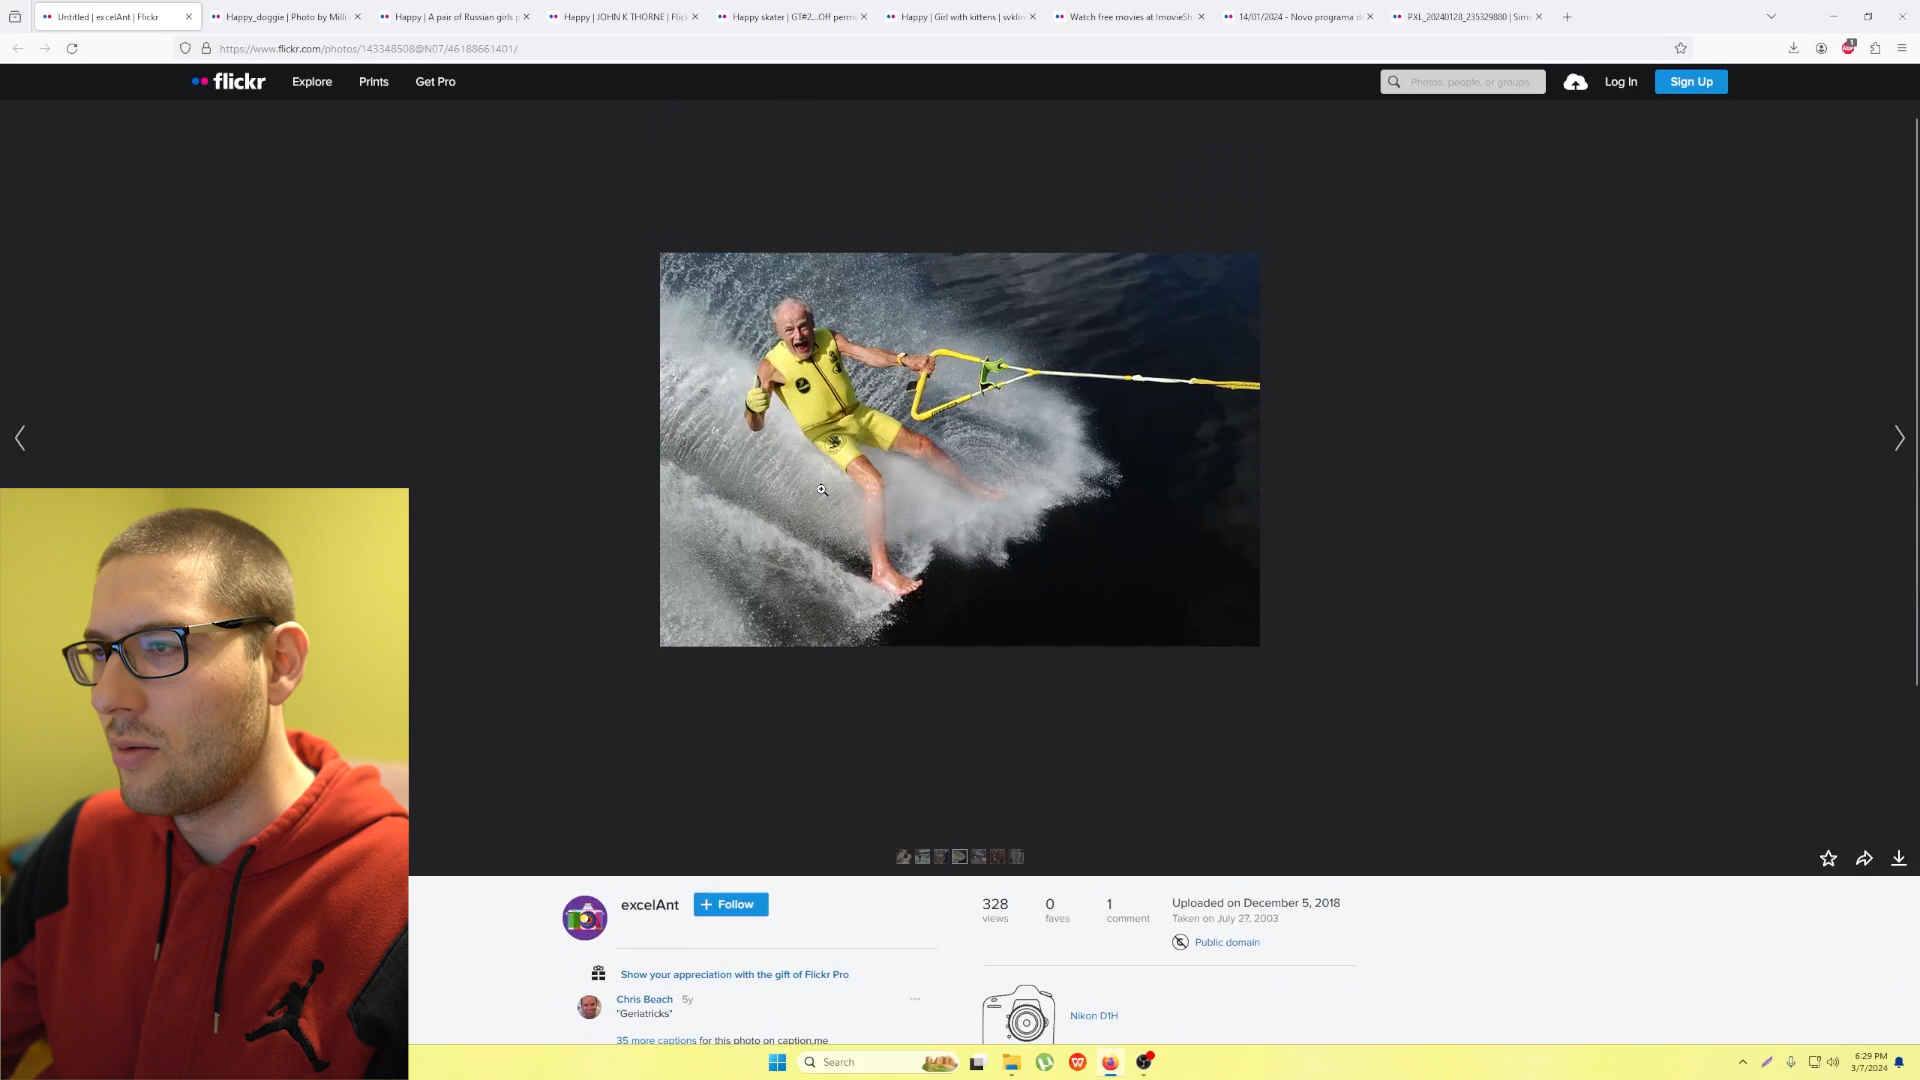 Untitled | excelAnt | Flickr
Happy_doggie | Photo by Milli
Happy | A pair of Russian girls p
Happy | JOHN K THORNE | Flick
Happy skater | GT#2...Off perm
Happy | Girl with kittens | svklin
Watch free movies at ImovieSh
14/01/2024 - Novo programa d
PXL_20240128_235329880 | Sim
https://www.flickr.com/photos/143348508@N07/46188661401/
1
flickr
Explore
Prints
Get Pro
Photos, people, or groups
Log In
Sign Up
excelAnt
+ Follow
328
views
0
faves
1
comment
Uploaded on December 5, 2018
Taken on July 27, 2003
Public domain
Show your appreciation with the gift of Flickr Pro
Chris Beach 5y
"Geriatricks"
35 more captions for this photo on caption.me
Nikon D1H
Search
6:29 PM
3/7/2024